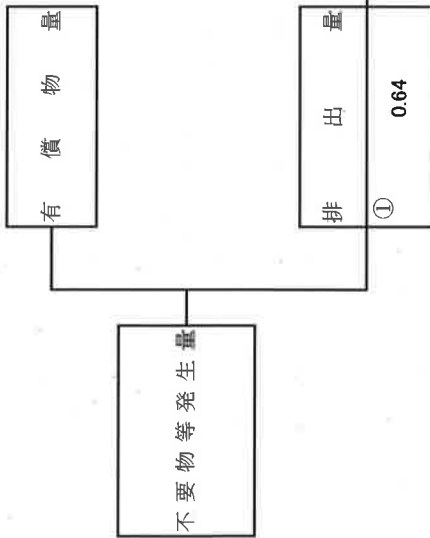 有償物量
不要物等発生量
排出量
①
0.64